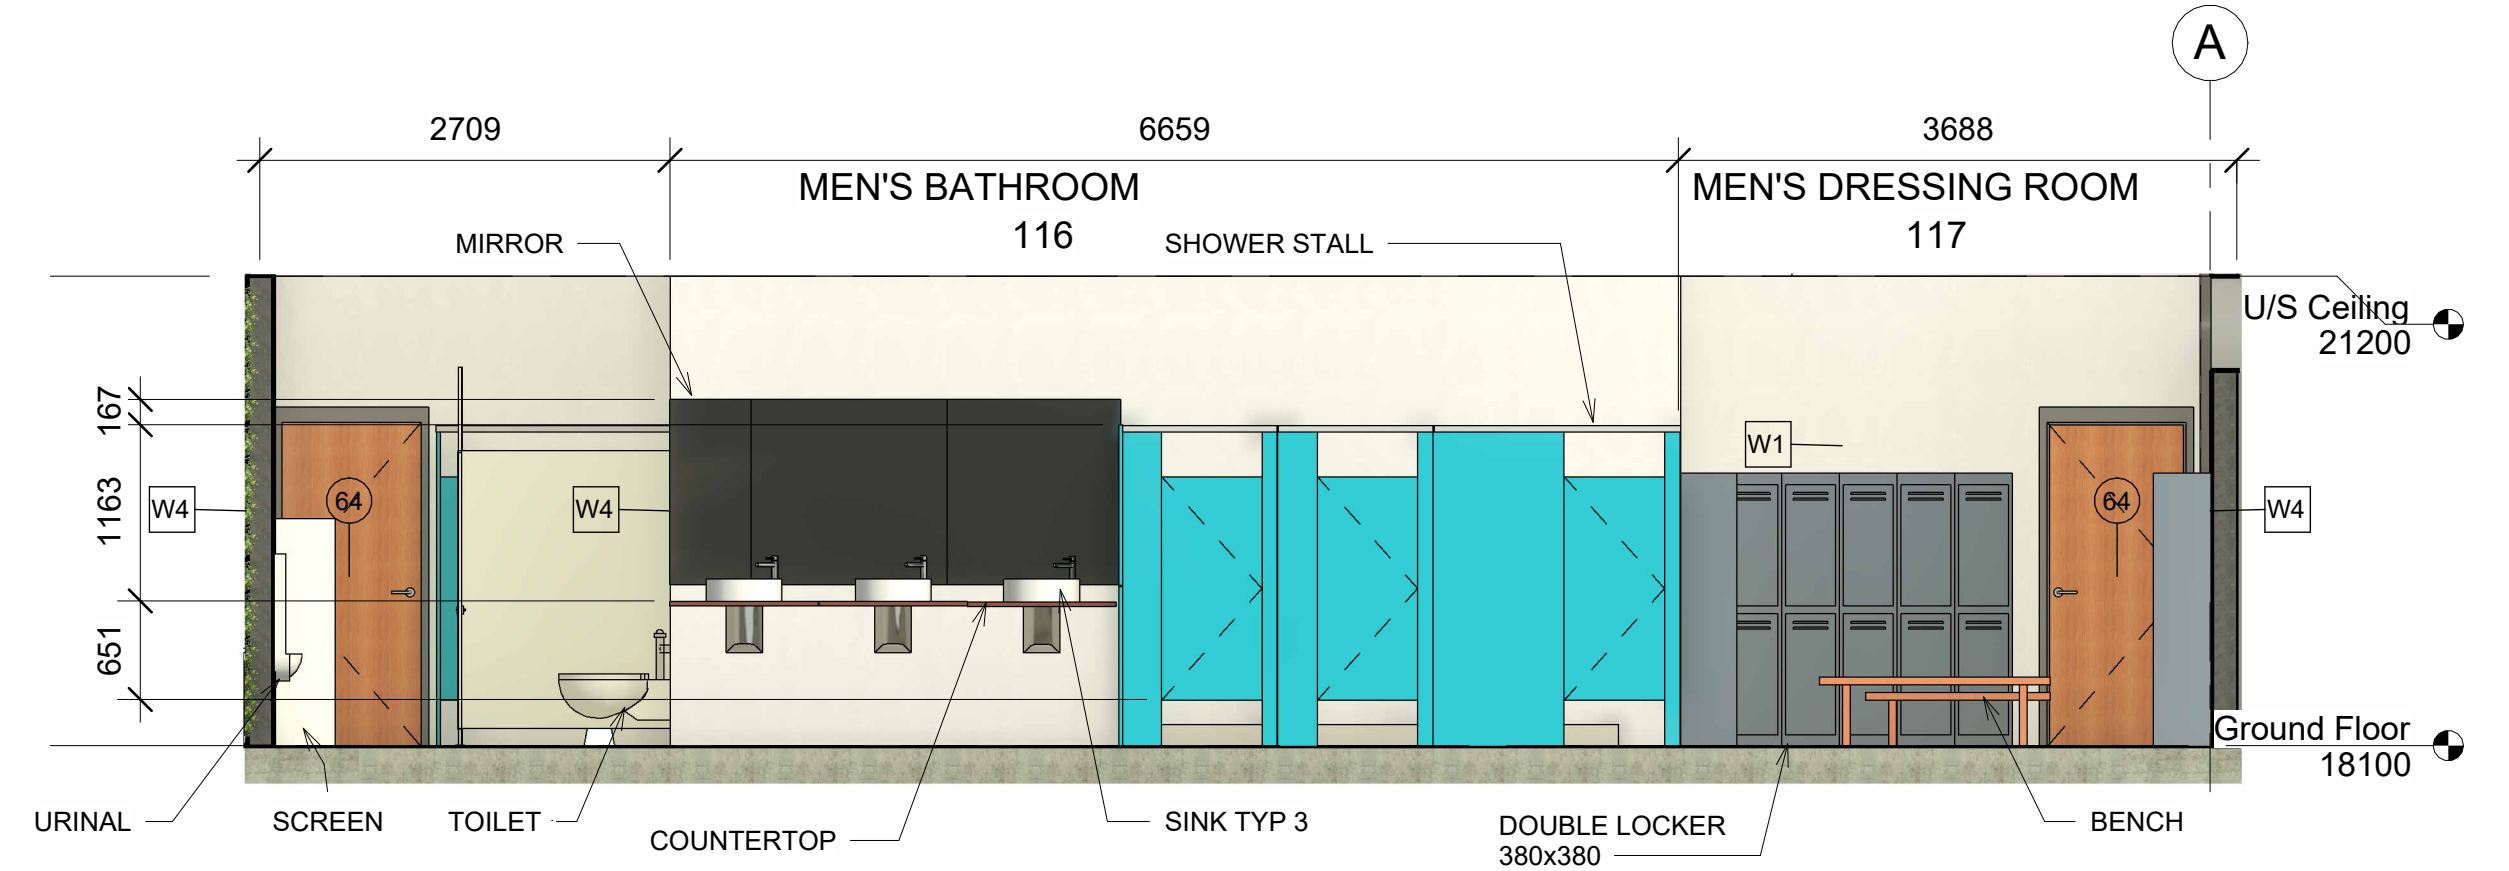 A
2709
6659
3688
MEN'S BATHROOM
116
MEN'S DRESSING ROOM
117
MIRROR
SHOWER STALL
U/S Ceiling
21200
167
1163
651
W4
64
W4
W1
64
W4
Ground Floor
18100
URINAL
SCREEN
TOILET
COUNTERTOP
SINK TYP 3
DOUBLE LOCKER
380x380
BENCH